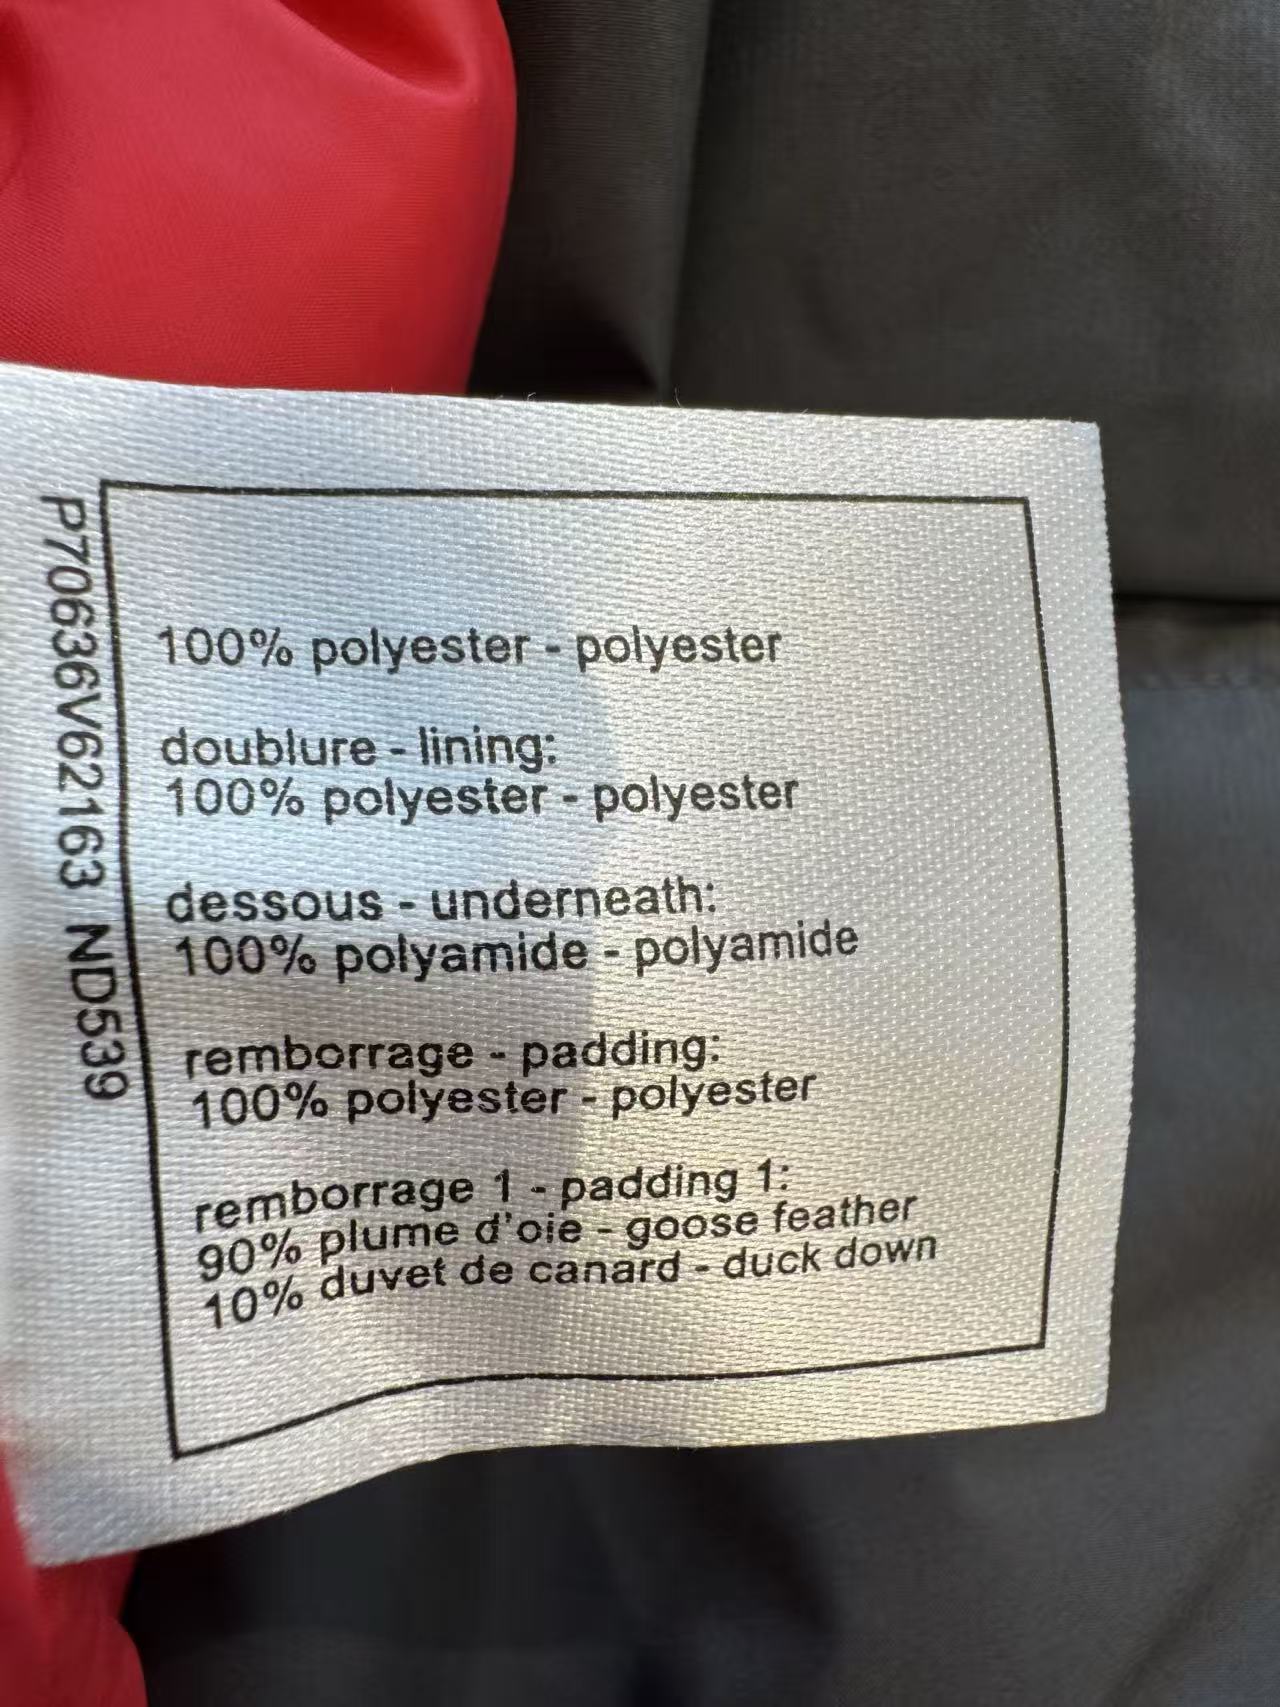 P70636V62163 ND539
100% polyester - polyester
doublure - lining:
100% polyester - polyester
dessous - underneath:
100% polyamide - polyamide
remborrage - padding:
100% polyester - polyester
remborrage 1 - padding 1:
90% plume d'oie - goose feather
10% duvet de canard - duck down